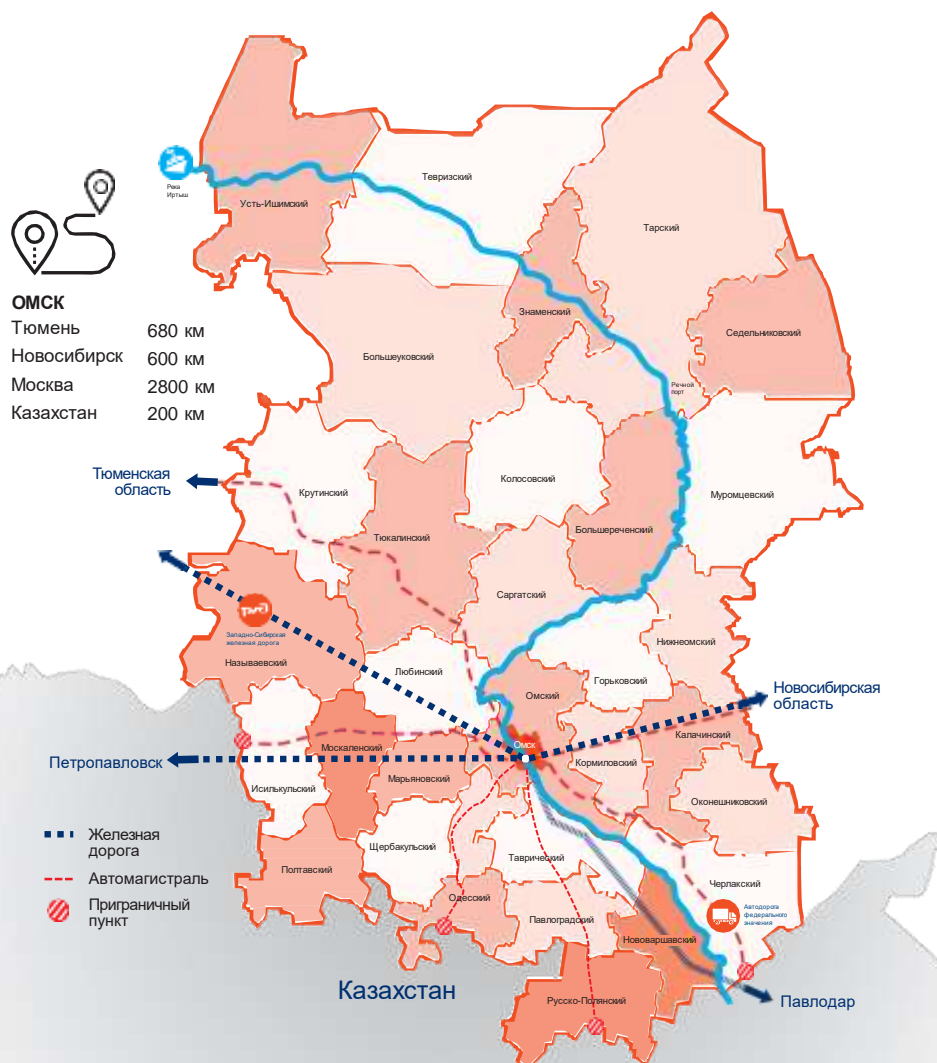 Река
Иртыш
Усть-Ишимский
Тевризский
Тарский
Знаменский
Седельниковский
Большеуковский
Речной
порт
ОМСК
Тюмень 680 км
Новосибирск 600 км
Москва 2800 км
Казахстан 200 км
Тюменская
область
Крутинский
Колосовский
Муромцевский
Тюкалинский
Большереченский
Саргатский
Западно-Сибирская
железная дорога
Называевский
Любинский
Нижнеомский
Горьковский
Омский
Новосибирская
область
Москаленский
Омск
Калачинский
Петропавловск
Марьяновский
Кормиловский
Исилькульский
Оконешниковский
Железная
дорога
Щербакульский
Таврический
Полтавский
Автомагистраль
Черлакский
Одесский
Приграничный
пункт
Павлоградский
Автодорога
федерального
значения
Нововаршавский
Казахстан
Русско-Полянский
Павлодар